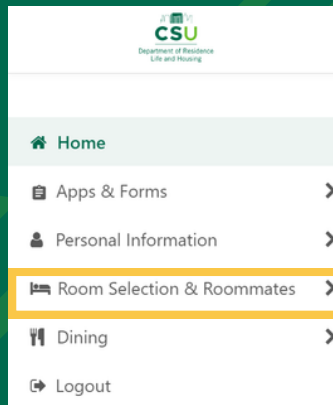 CSU
Department of Residence
Life and Housing
Home
Apps & Forms
Personal Information
Room Selection & Roommates
Dining
Logout